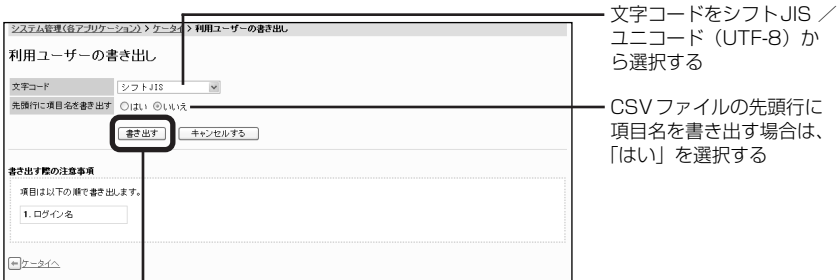 システム管理(各アプリケーション) > ケータイ > 利用ユーザーの書き出し
利用ユーザーの書き出し
文字コード シフトJIS
先頭行に項目名を書き出す はい いいえ
書き出す キャンセルする
書き出す際の注意事項
項目は以下の順で書き出します。
1. ログイン名
ケータイへ
文字コードをシフトJIS ／
ユニコード（UTF-8）か
ら選択する
CSVファイルの先頭行に
項目名を書き出す場合は、
「はい」を選択する